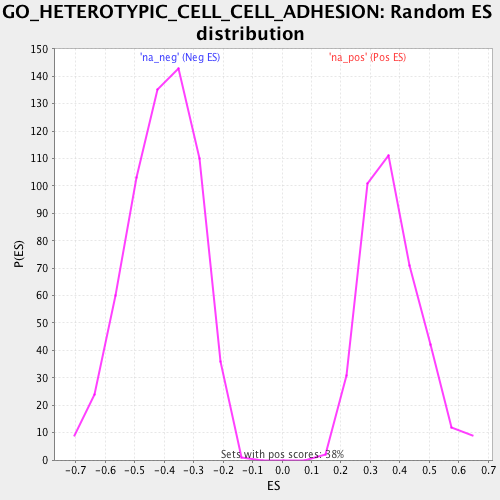 GO_HETEROTYPIC_CELL_CELL_ADHESION: Random ES
distribution
'na_neg' (Neg ES)
'na_pos' (Pos ES)
150
140
130
120
110
100
90
80
70
60
50
40
30
20
10
0
P(ES)
Sets with pos scores: 38%
-0.7 -0.6 -0.5 -0.4 -0.3 -0.2 -0.1 0.0 0.1 0.2 0.3 0.4 0.5 0.6 0.7
ES